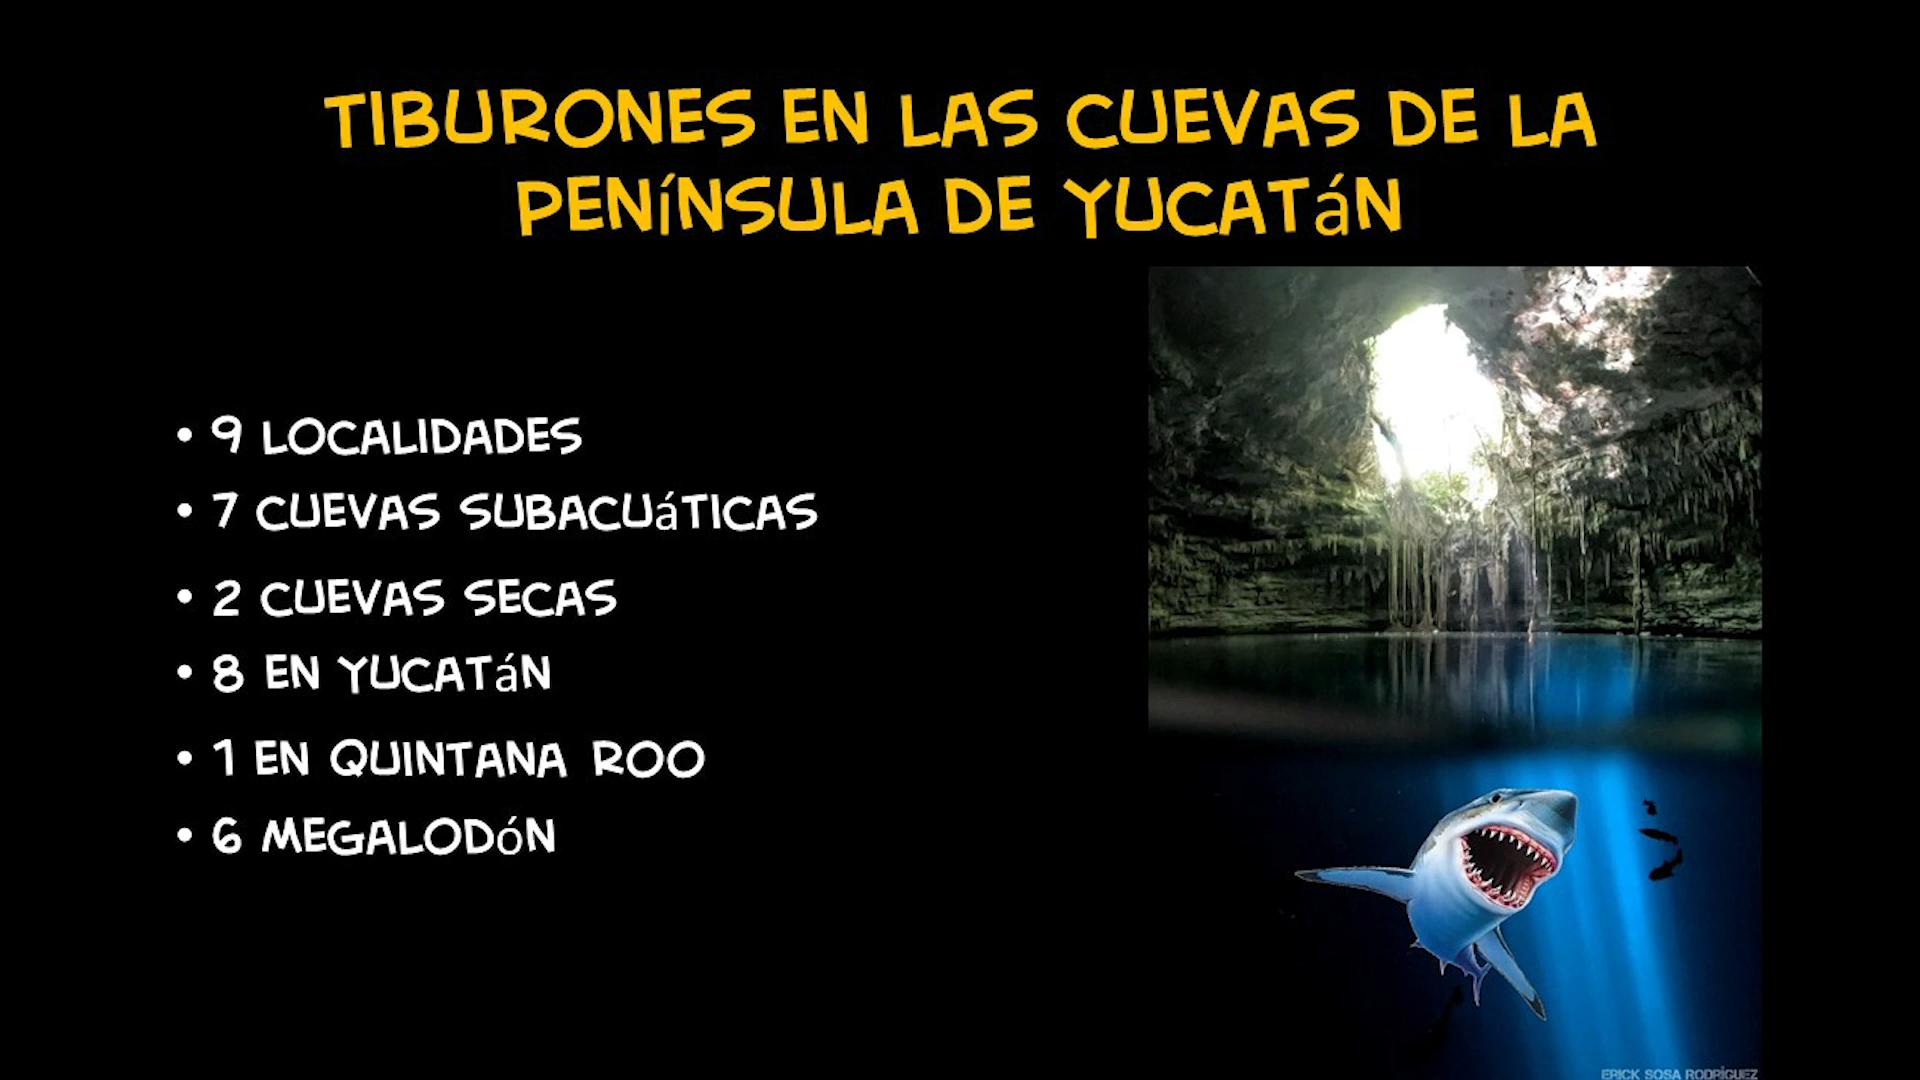 TIBURONES EN LAS CUEVAS DE LA
PENÍNSULA DE YUCATÁN
• 9 LOCALIDADES
• 7 CUEVAS SUBACUÁTICAS
• 2 CUEVAS SECAS
• 8 EN YUCATÁN
• 1 EN QUINTANA ROO
• 6 MEGALODÓN
ERICK SOSA RODRÍGUEZ